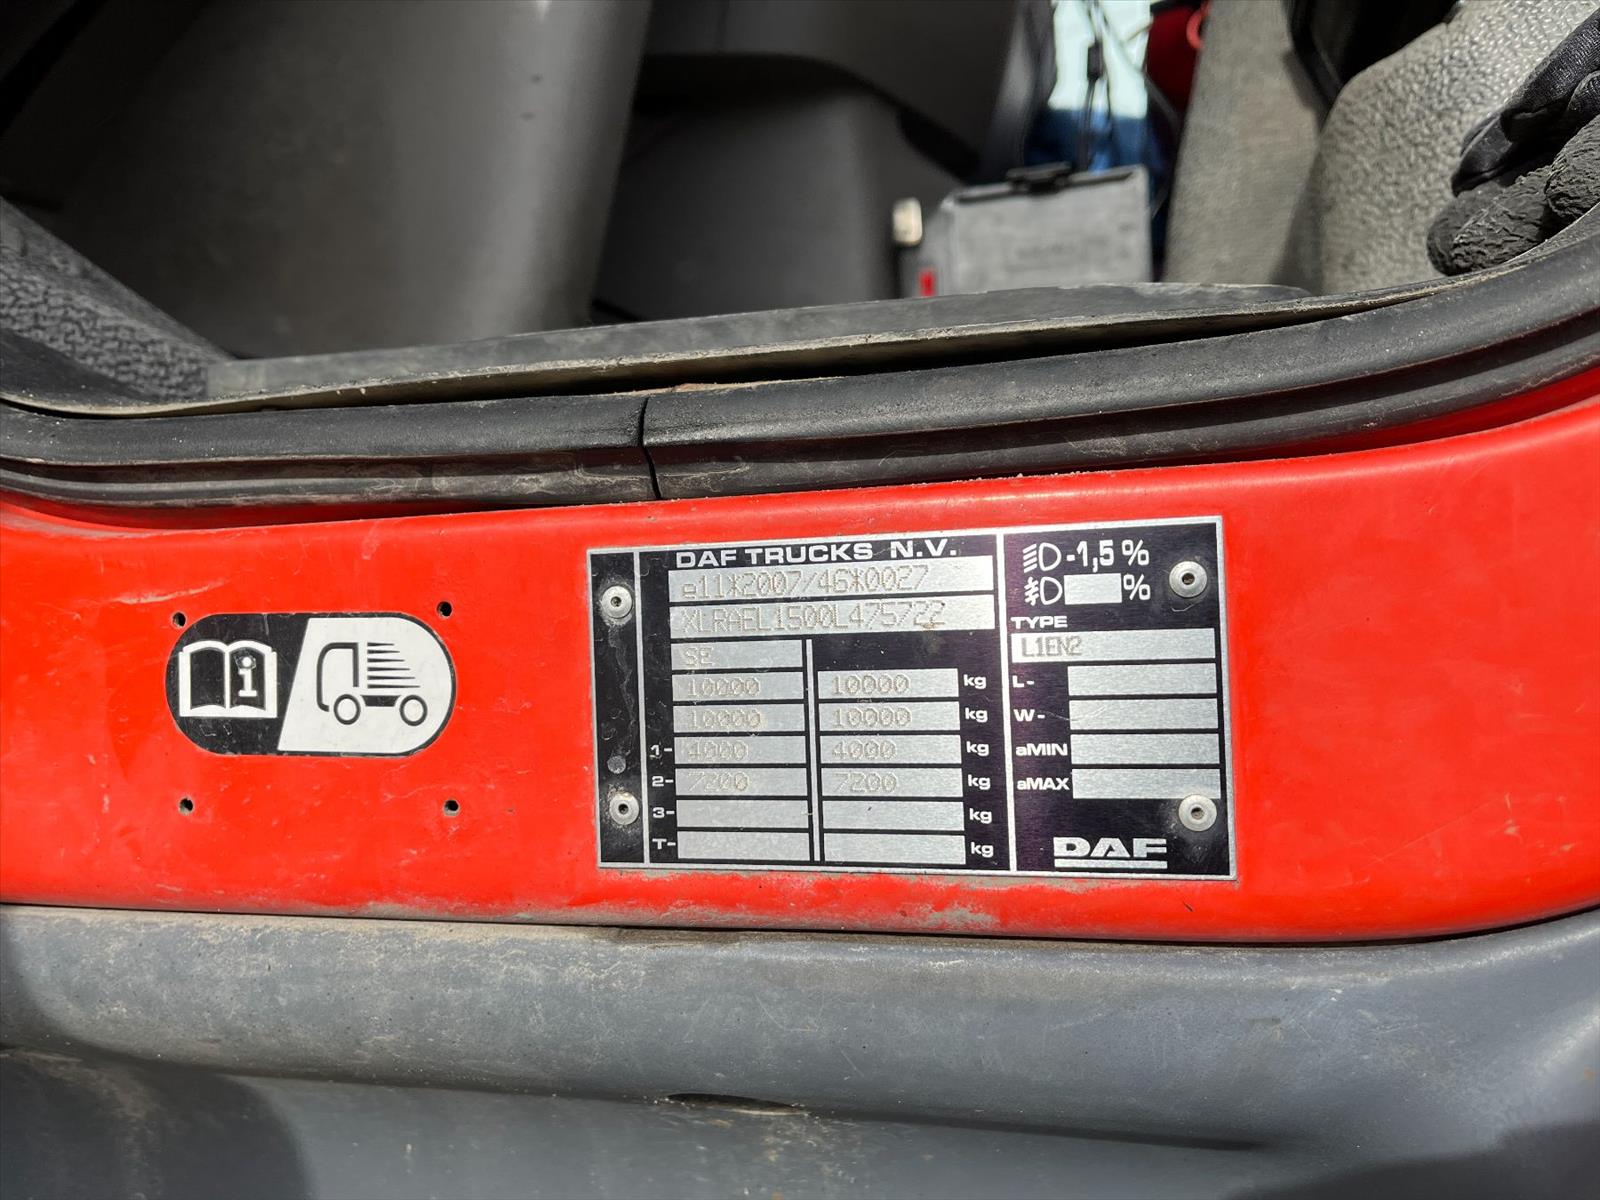 DAF TRUCKS N.V.
e11*2007/46*0027
XLRAEL1500L475722
SE
10000 10000 kg
10000 10000 kg
1- 4000 4000 kg
2- 7200 7200 kg
3- kg
T- kg
-1,5 %
%
TYPE
L1EN2
L-
W-
aMIN
aMAX
DAF
i